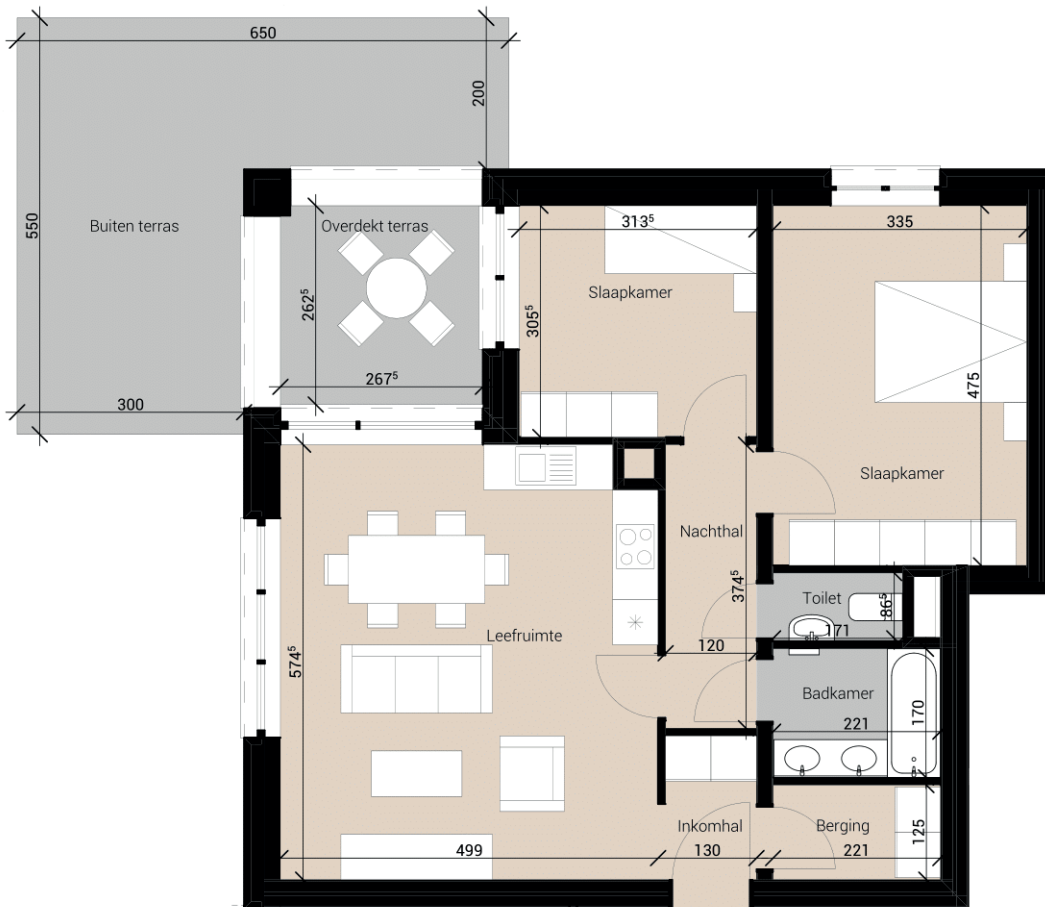 650
200
550
Buiten terras
Overdekt terras
262⁵
267⁵
300
313⁵
Slaapkamer
305⁵
335
475
Slaapkamer
Nachthal
374⁵
120
Toilet
86⁵
171
Leefruimte
574⁵
499
Badkamer
221
170
Inkomhal
130
Berging
221
125